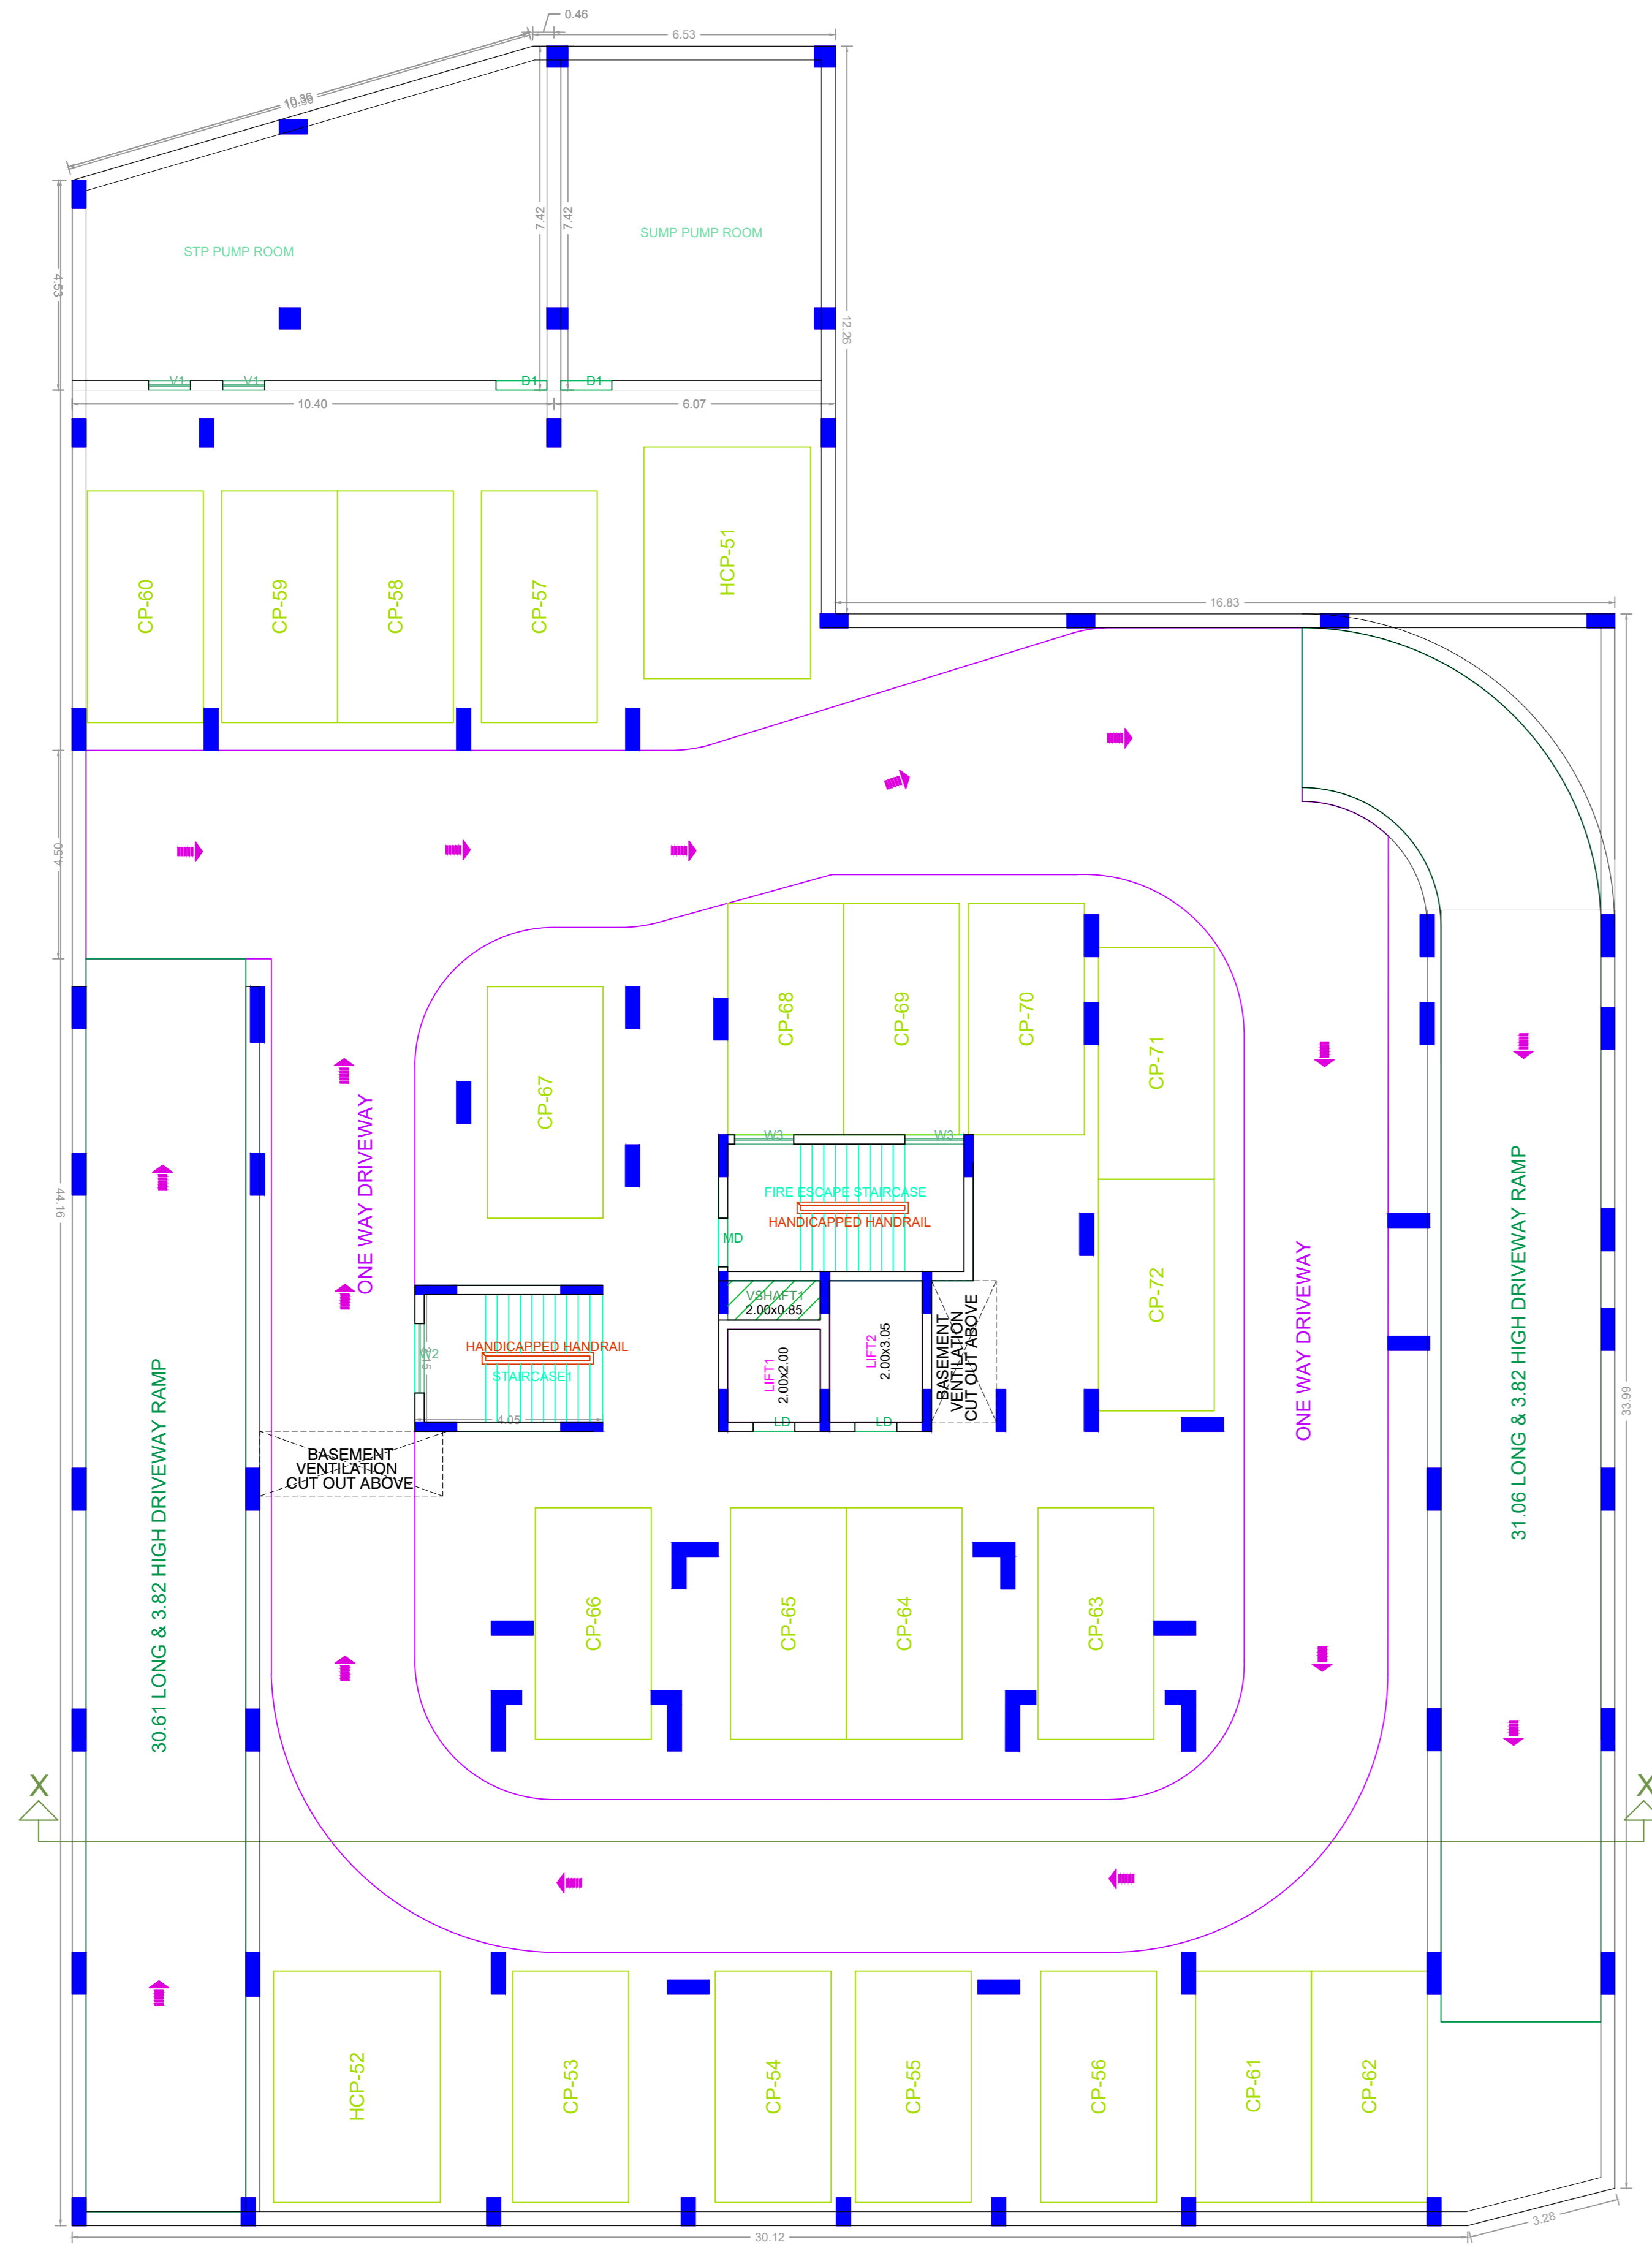 0.46
6.53
10.36
10.36
7.42
7.42
STP PUMP ROOM
SUMP PUMP ROOM
4.53
12.26
V1
V1
D1
D1
10.40
6.07
CP-60
CP-59
CP-58
CP-57
HCP-51
16.83
4.50
CP-68
CP-69
CP-70
CP-71
CP-67
ONE WAY DRIVEWAY
44.16
W3
W3
FIRE ESCAPE STAIRCASE
HANDICAPPED HANDRAIL
MD
31.06 LONG & 3.82 HIGH DRIVEWAY RAMP
ONE WAY DRIVEWAY
CP-72
VSHAFT1
2.00x0.85
LIFT1
2.00x2.00
LIFT2
2.00x3.05
BASEMENT
VENTILATION
CUT OUT ABOVE
HANDICAPPED HANDRAIL
W2
3.15
STAIRCASE1
4.05
LD
LD
33.99
30.61 LONG & 3.82 HIGH DRIVEWAY RAMP
BASEMENT
VENTILATION
CUT OUT ABOVE
CP-66
CP-65
CP-64
CP-63
X
X
HCP-52
CP-53
CP-54
CP-55
CP-56
CP-61
CP-62
30.12
3.28